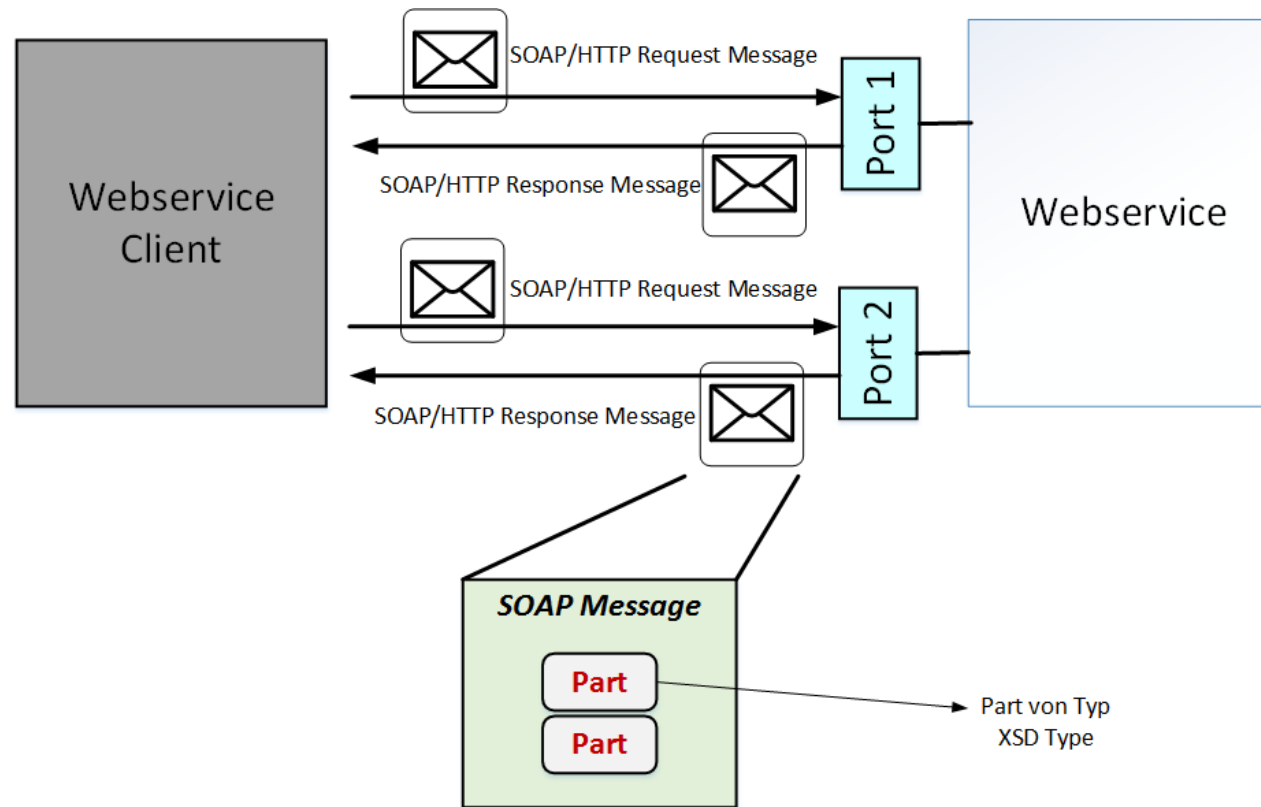 SOAP/HTTP Request Message
Port 1
SOAP/HTTP Response Message
Webservice
Client
Webservice
SOAP/HTTP Request Message
Port 2
SOAP/HTTP Response Message
SOAP Message
Part
Part
Part von Typ
XSD Type